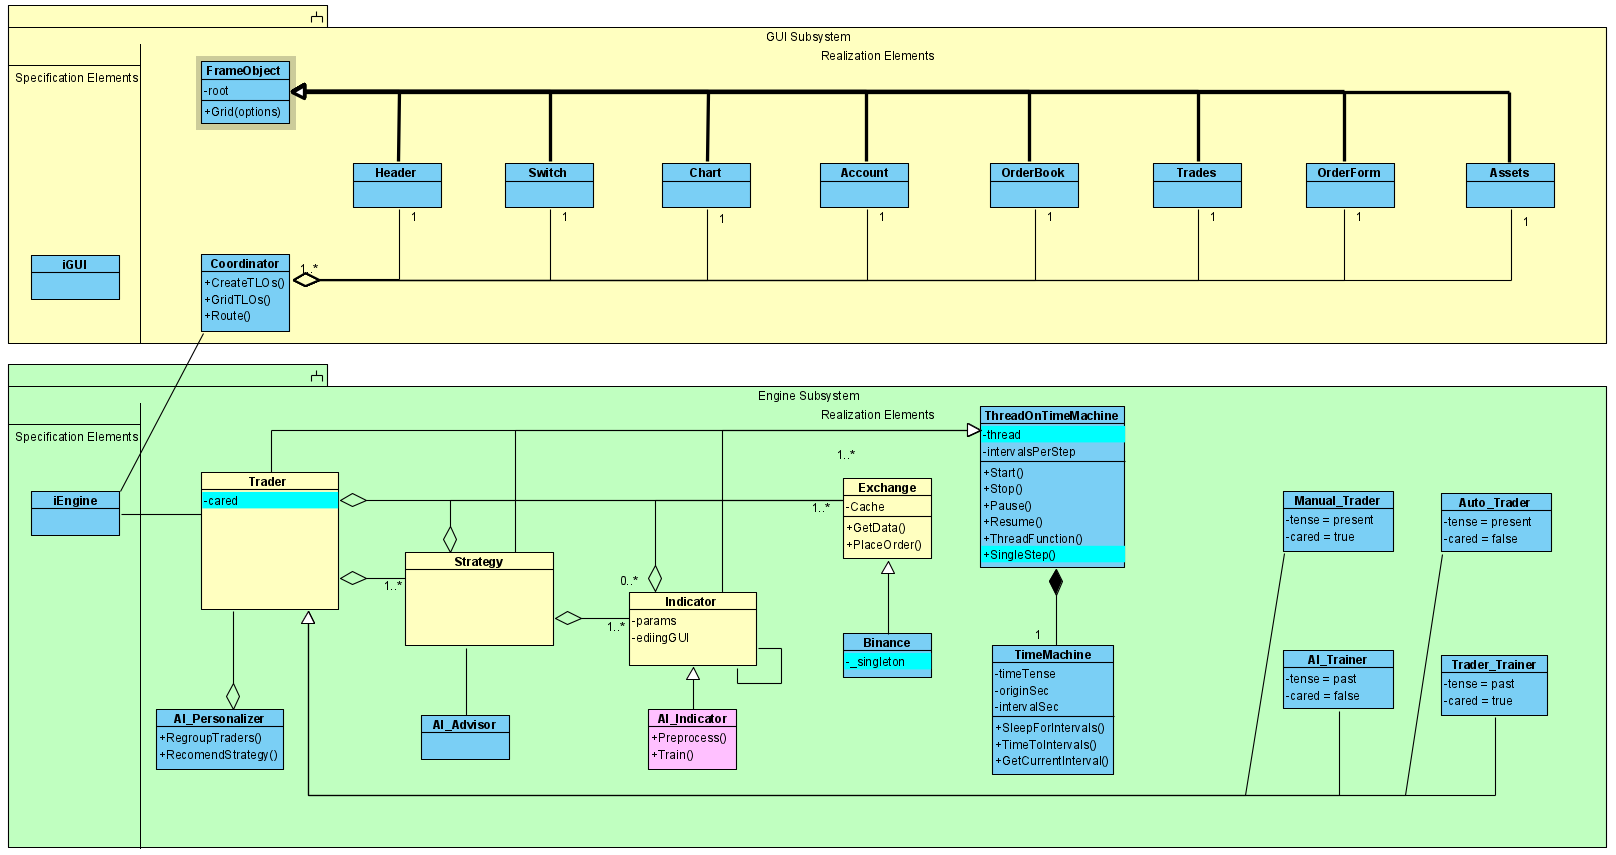 GUI Subsystem
Realization Elements
Specification Elements
FrameObject
-root
+Grid(options)
Header
Switch
Chart
Account
OrderBook
Trades
OrderForm
Assets
1
1
1
1
1
1
1
1
iGUI
Coordinator
+CreateTLOs()
+GridTLOs()
+Route()
1..*
Engine Subsystem
Realization Elements
Specification Elements
ThreadOnTimeMachine
-thread
-intervalsPerStep
+Start()
+Stop()
+Pause()
+Resume()
+ThreadFunction()
+SingleStep()
1..*
iEngine
Trader
-cared
Exchange
-Cache
+GetData()
+PlaceOrder()
1..*
Manual_Trader
-tense = present
-cared = true
Auto_Trader
-tense = present
-cared = false
Strategy
1..*
0..*
Indicator
-params
-ediingGUI
1..*
Binance
-_singleton
1
TimeMachine
-timeTense
-originSec
-intervalSec
+SleepForIntervals()
+TimeToIntervals()
+GetCurrentInterval()
AI_Trainer
-tense = past
-cared = false
Trader_Trainer
-tense = past
-cared = true
AI_Personalizer
+RegroupTraders()
+RecomendStrategy()
AI_Advisor
AI_Indicator
+Preprocess()
+Train()